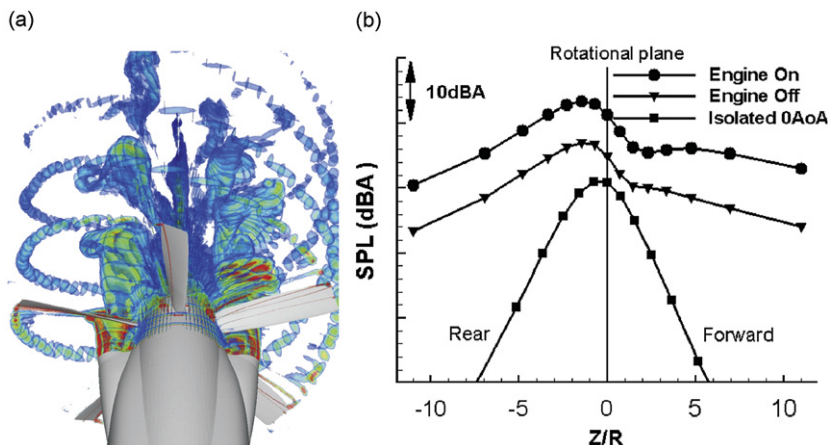 (a)
(b)
Rotational plane
10dBA
Engine On
Engine Off
Isolated 0AoA
SPL (dBA)
Rear
Forward
-10 -5 0 5 10
Z/R